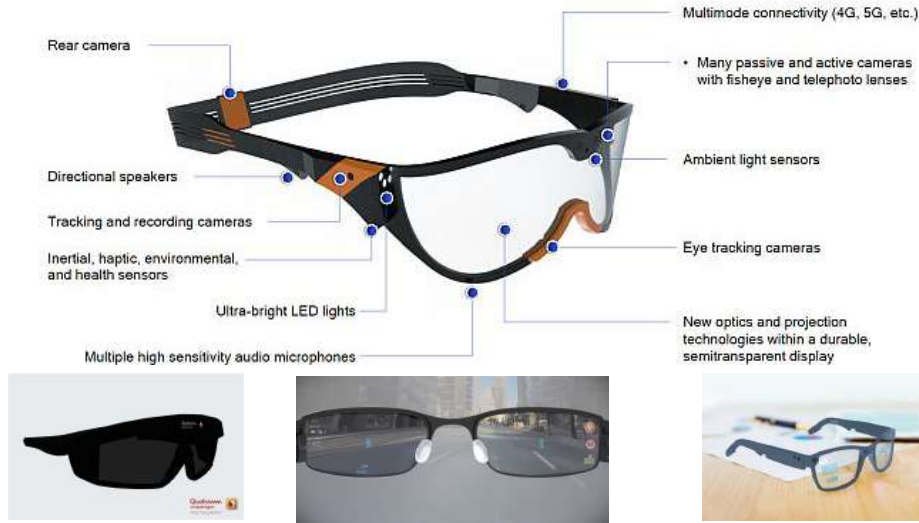 Multimode connectivity (4G, 5G, etc.)
Rear camera
• Many passive and active cameras
with fisheye and telephoto lenses
Ambient light sensors
Directional speakers
Tracking and recording cameras
Eye tracking cameras
Inertial, haptic, environmental,
and health sensors
Ultra-bright LED lights
New optics and projection
technologies within a durable,
semitransparent display
Multiple high sensitivity audio microphones
Qualcomm
snapdragon